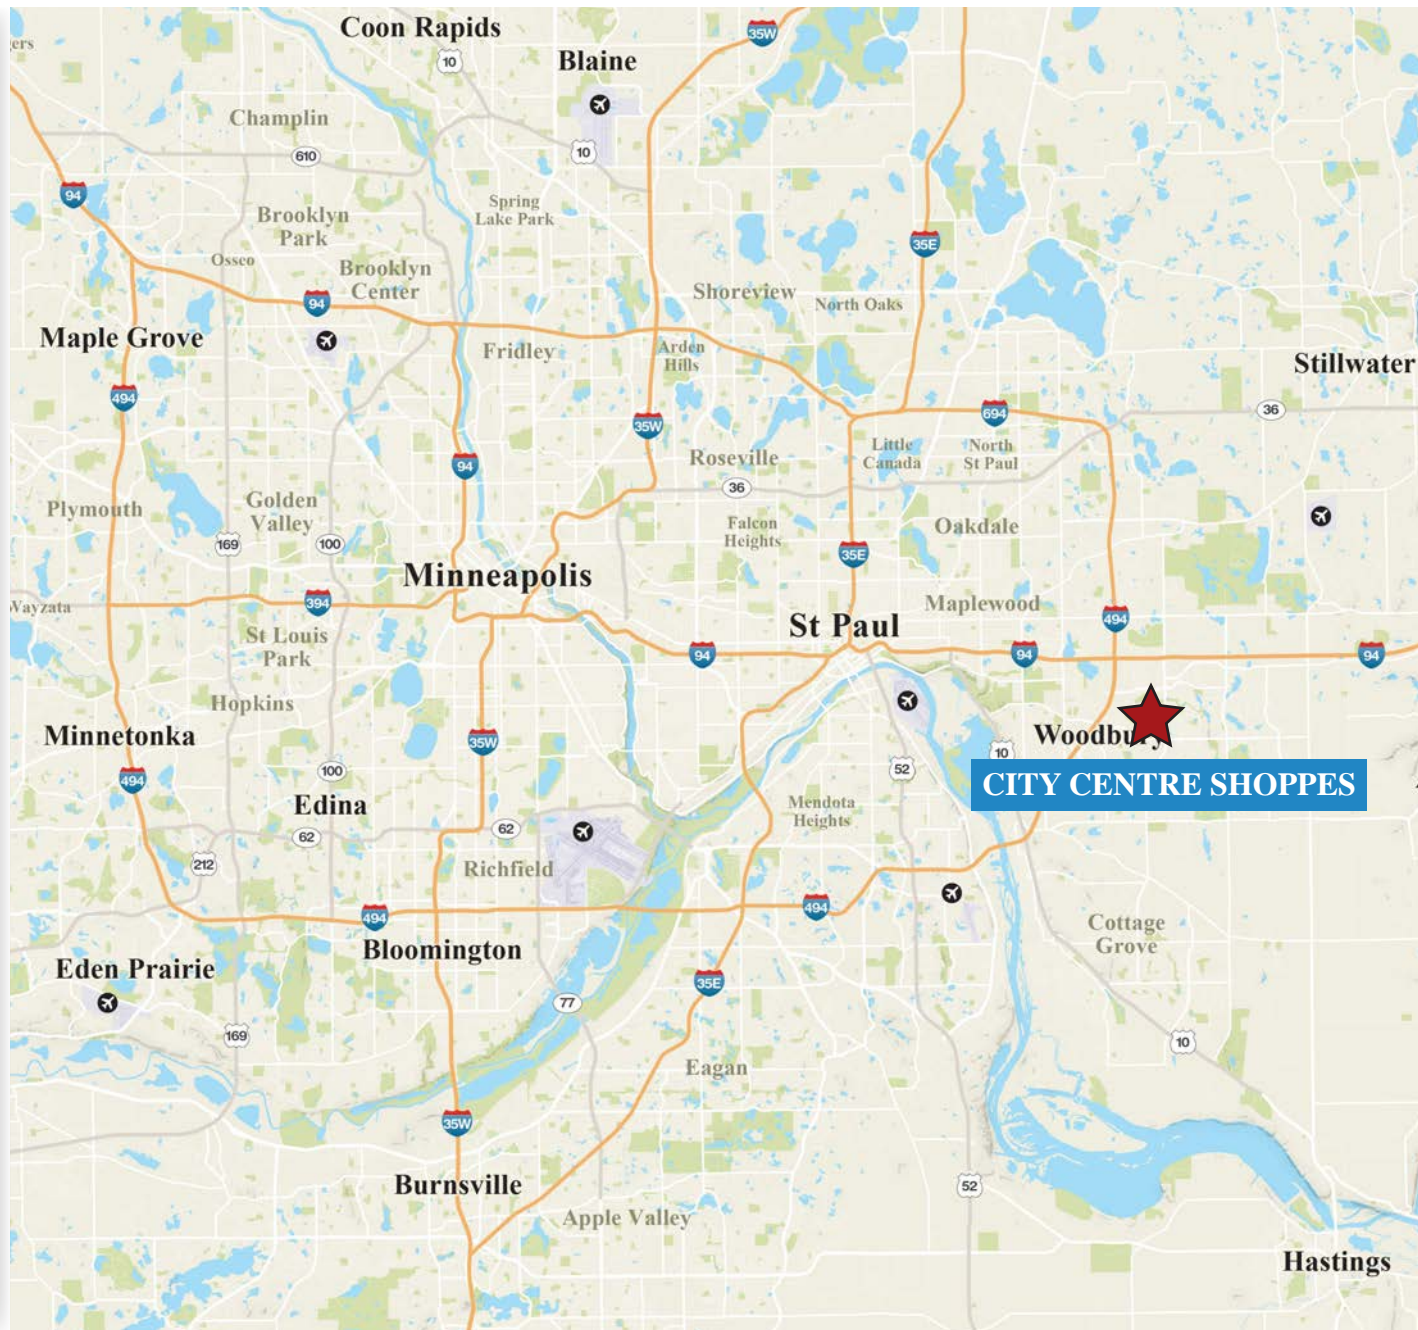 Coon Rapids
35W
gers
10
Blaine
Champlin
610
10
94
Spring
Lake Park
Brooklyn
Park
35E
Osseo
Brooklyn
Center
Shoreview
94
North Oaks
Maple Grove
Fridley
Arden
Hills
Stillwater
494
36
694
35W
Little
Canada
North
St Paul
Roseville
94
36
Plymouth
Golden
Valley
Falcon
Heights
Oakdale
169
100
35E
Minneapolis
394
Wayzata
Maplewood
494
St Paul
St Louis
Park
94
94
94
Hopkins
Minnetonka
35W
Woodbury
10
100
52
494
CITY CENTRE SHOPPES
Edina
Mendota
Heights
62
62
212
Richfield
494
494
Cottage
Grove
Bloomington
Eden Prairie
35E
77
169
10
Eagan
35W
Burnsville
52
Apple Valley
Hastings